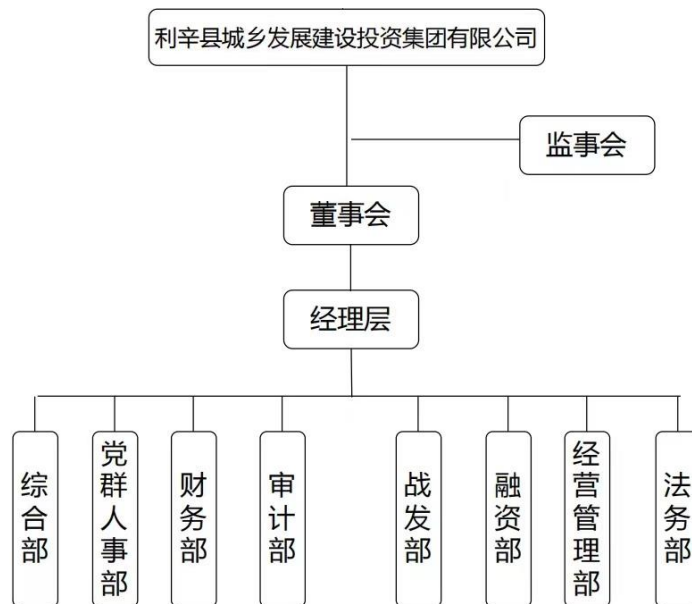 利辛县城乡发展建设投资集团有限公司
监事会
董事会
经理层
综合部
党群人事部
财务部
审计部
战发部
融资部
经营管理部
法务部